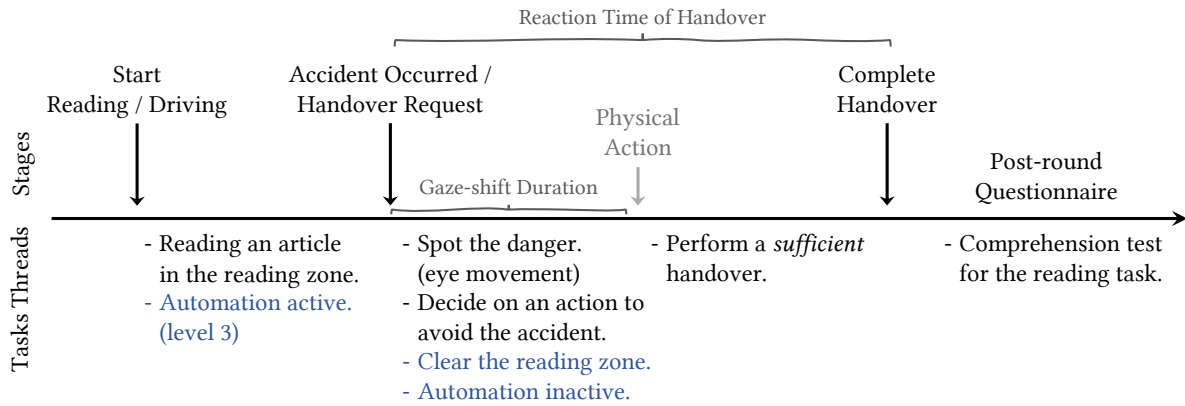 Reaction Time of Handover
Start
Reading / Driving
Accident Occurred /
Handover Request
Complete
Handover
Physical
Action
Stages
Gaze-shift Duration
Post-round
Questionnaire
Tasks Threads
- Reading an article
in the reading zone.
- Automation active.
(level 3)
- Spot the danger.
(eye movement)
- Decide on an action to
avoid the accident.
- Clear the reading zone.
- Automation inactive.
- Perform a sufficient
handover.
- Comprehension test
for the reading task.